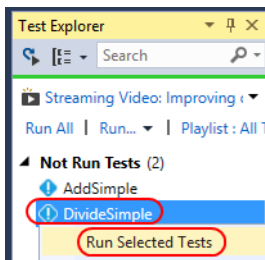 Test Explorer
Search
Streaming Video: Improving
Run All | Run... | Playlist : All
Not Run Tests (2)
AddSimple
DivideSimple
Run Selected Tests